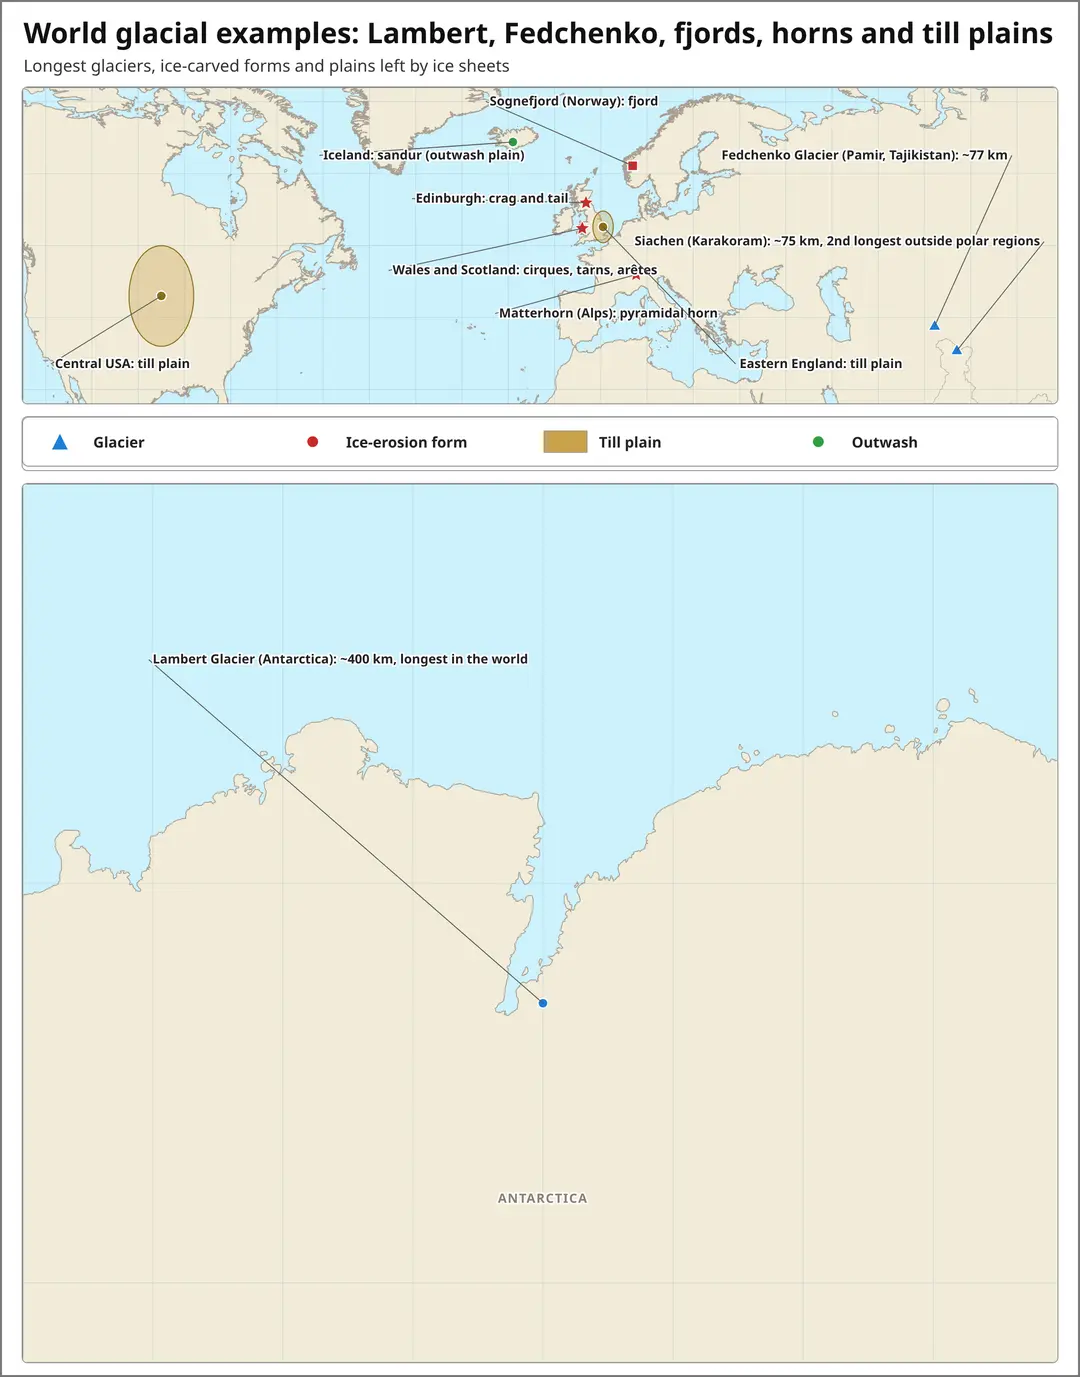 World glacial examples: Lambert, Fedchenko, fjords, horns and till plains
Longest glaciers, ice-carved forms and plains left by ice sheets
Sognefjord (Norway): fjord
Iceland: sandur (outwash plain)
Fedchenko Glacier (Pamir, Tajikistan): ~77 km
Edinburgh: crag and tail
Siachen (Karakoram): ~75 km, 2nd longest outside polar regions
Wales and Scotland: cirques, tarns, arêtes
Matterhorn (Alps): pyramidal horn
Central USA: till plain
Eastern England: till plain
Glacier
Ice-erosion form
Till plain
Outwash
Lambert Glacier (Antarctica): ~400 km, longest in the world
ANTARCTICA